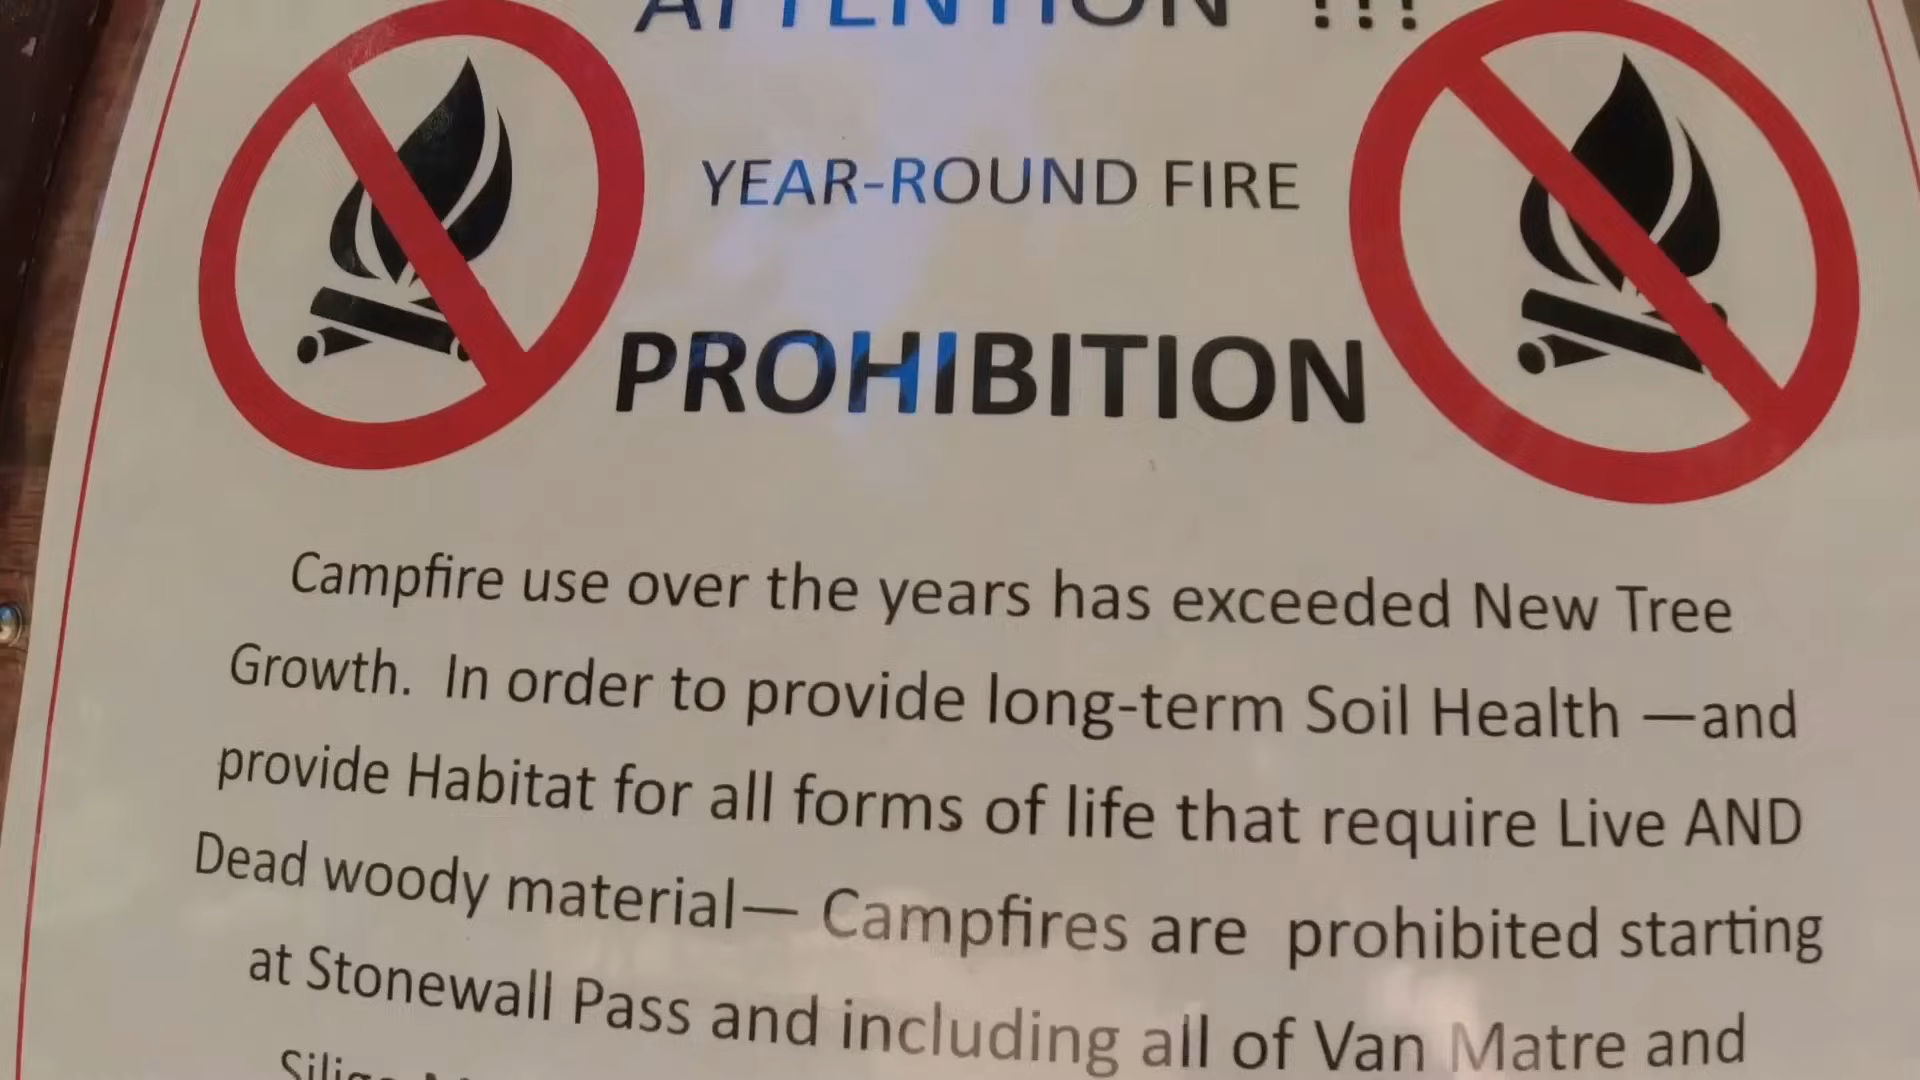 ATTENTION !!!
YEAR-ROUND FIRE
PROHIBITION
Campfire use over the years has exceeded New Tree
Growth. In order to provide long-term Soil Health —and
provide Habitat for all forms of life that require Live AND
Dead woody material— Campfires are prohibited starting
at Stonewall Pass and including all of Van Matre and